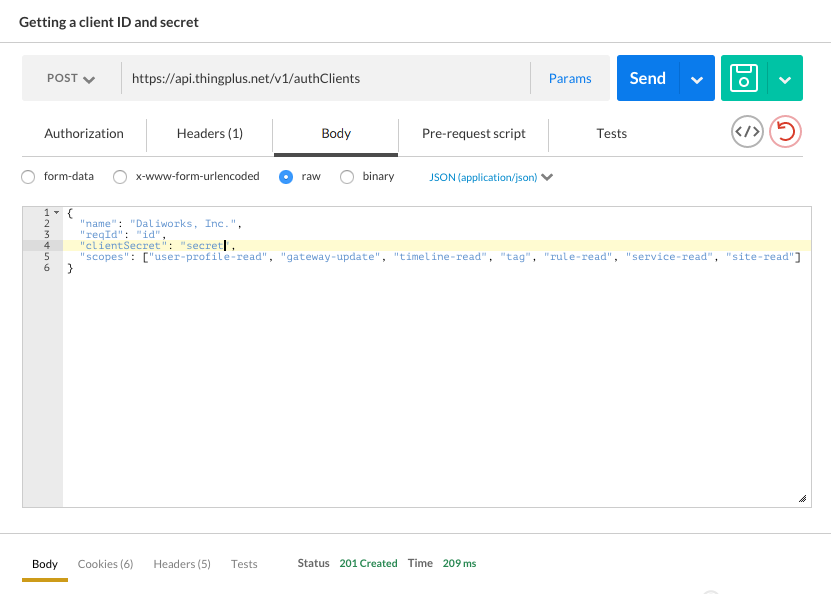 Getting a client ID and secret
POST https://api.thingplus.net/v1/authClients Params Send
Authorization Headers (1) Body Pre-request script Tests
form-data x-www-form-urlencoded raw binary JSON (application/json)
1 {
2 "name": "Daliworks, Inc.",
3 "reqId": "id",
4 "clientSecret": "secret",
5 "scopes": ["user-profile-read", "gateway-update", "timeline-read", "tag", "rule-read", "service-read", "site-read"]
6 }
Body Cookies (6) Headers (5) Tests Status 201 Created Time 209 ms